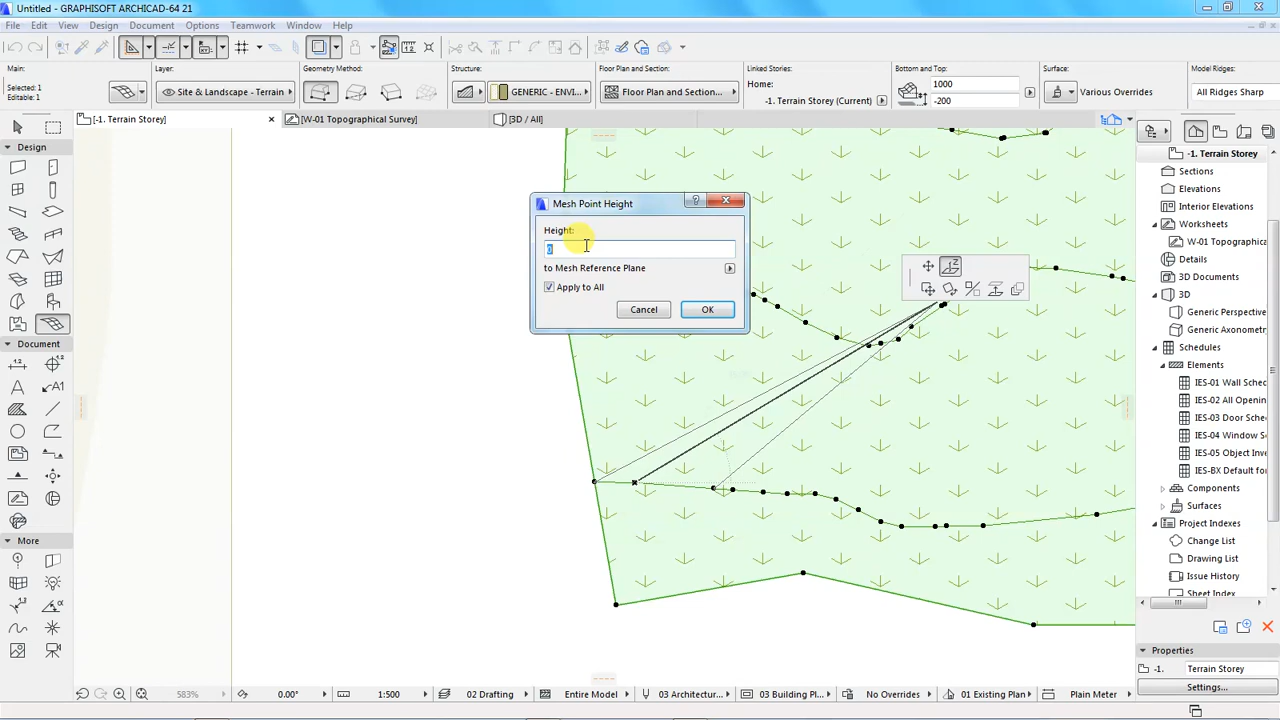 Untitled - GRAPHISOFT ARCHICAD-64 21
File Edit View Design Document Options Teamwork Window Help
Main:
Selected: 1
Editable: 1
Layer:
Site & Landscape - Terrain
Geometry Method:
Structure:
GENERIC - ENVI...
Floor Plan and Section:
Floor Plan and Section...
Linked Stories:
Home:
-1. Terrain Storey (Current)
Bottom and Top:
1000
-200
Surface:
Various Overrides
Model Ridges:
All Ridges Sharp
[-1. Terrain Storey]
[W-01 Topographical Survey]
[3D / All]
Design
Document
More
Mesh Point Height
Height:
0
to Mesh Reference Plane
Apply to All
Cancel
OK
-1. Terrain Storey
Sections
Elevations
Interior Elevations
Worksheets
W-01 Topographica
Details
3D Documents
3D
Generic Perspective
Generic Axonometry
Schedules
Elements
IES-01 Wall Sched
IES-02 All Opening
IES-03 Door Sche
IES-04 Window S
IES-05 Object Inve
IES-BX Default for
Components
Surfaces
Project Indexes
Change List
Drawing List
Issue History
Sheet Index
Properties
-1.
Terrain Storey
Settings...
583%
0.00°
1:500
02 Drafting
Entire Model
03 Architectur...
03 Building Pl...
No Overrides
01 Existing Plan
Plain Meter